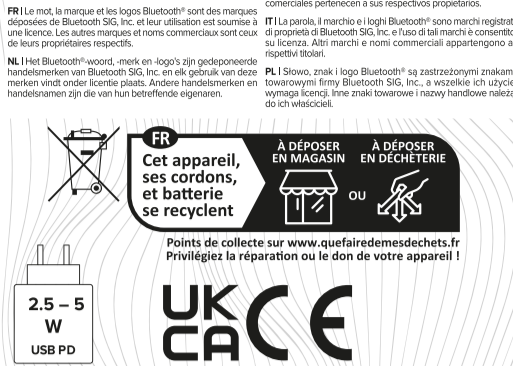 FR | Le mot, la marque et les logos Bluetooth® sont des marques
déposées de Bluetooth SIG, Inc. et leur utilisation est soumise à
une licence. Les autres marques et noms commerciaux sont ceux
de leurs propriétaires respectifs.
NL | Het Bluetooth®-woord, -merk en -logo's zijn gedeponeerde
handelsmerken van Bluetooth SIG, Inc. en elk gebruik van deze
merken vindt onder licentie plaats. Andere handelsmerken en
handelsnamen zijn die van hun betreffende eigenaren.
comerciales pertenecen a sus respectivos propietarios.
IT | La parola, il marchio e i loghi Bluetooth® sono marchi registrat
di proprietà di Bluetooth SIG, Inc. e l'uso di tali marchi è consentito
su licenza. Altri marchi e nomi commerciali appartengono a
rispettivi titolari.
PL | Słowo, znak i logo Bluetooth® są zastrzeżonymi znakam
towarowymi firmy Bluetooth SIG, Inc., a wszelkie ich użycie
wymaga licencji. Inne znaki towarowe i nazwy handlowe należą
do ich właścicieli.
FR
Cet appareil,
ses cordons,
et batterie
se recyclent
À DÉPOSER
EN MAGASIN
OU
À DÉPOSER
EN DÉCHÈTERIE
Points de collecte sur www.quefairedemesdechets.fr
Privilégiez la réparation ou le don de votre appareil !
2.5 – 5
W
USB PD
UK
CA
CE